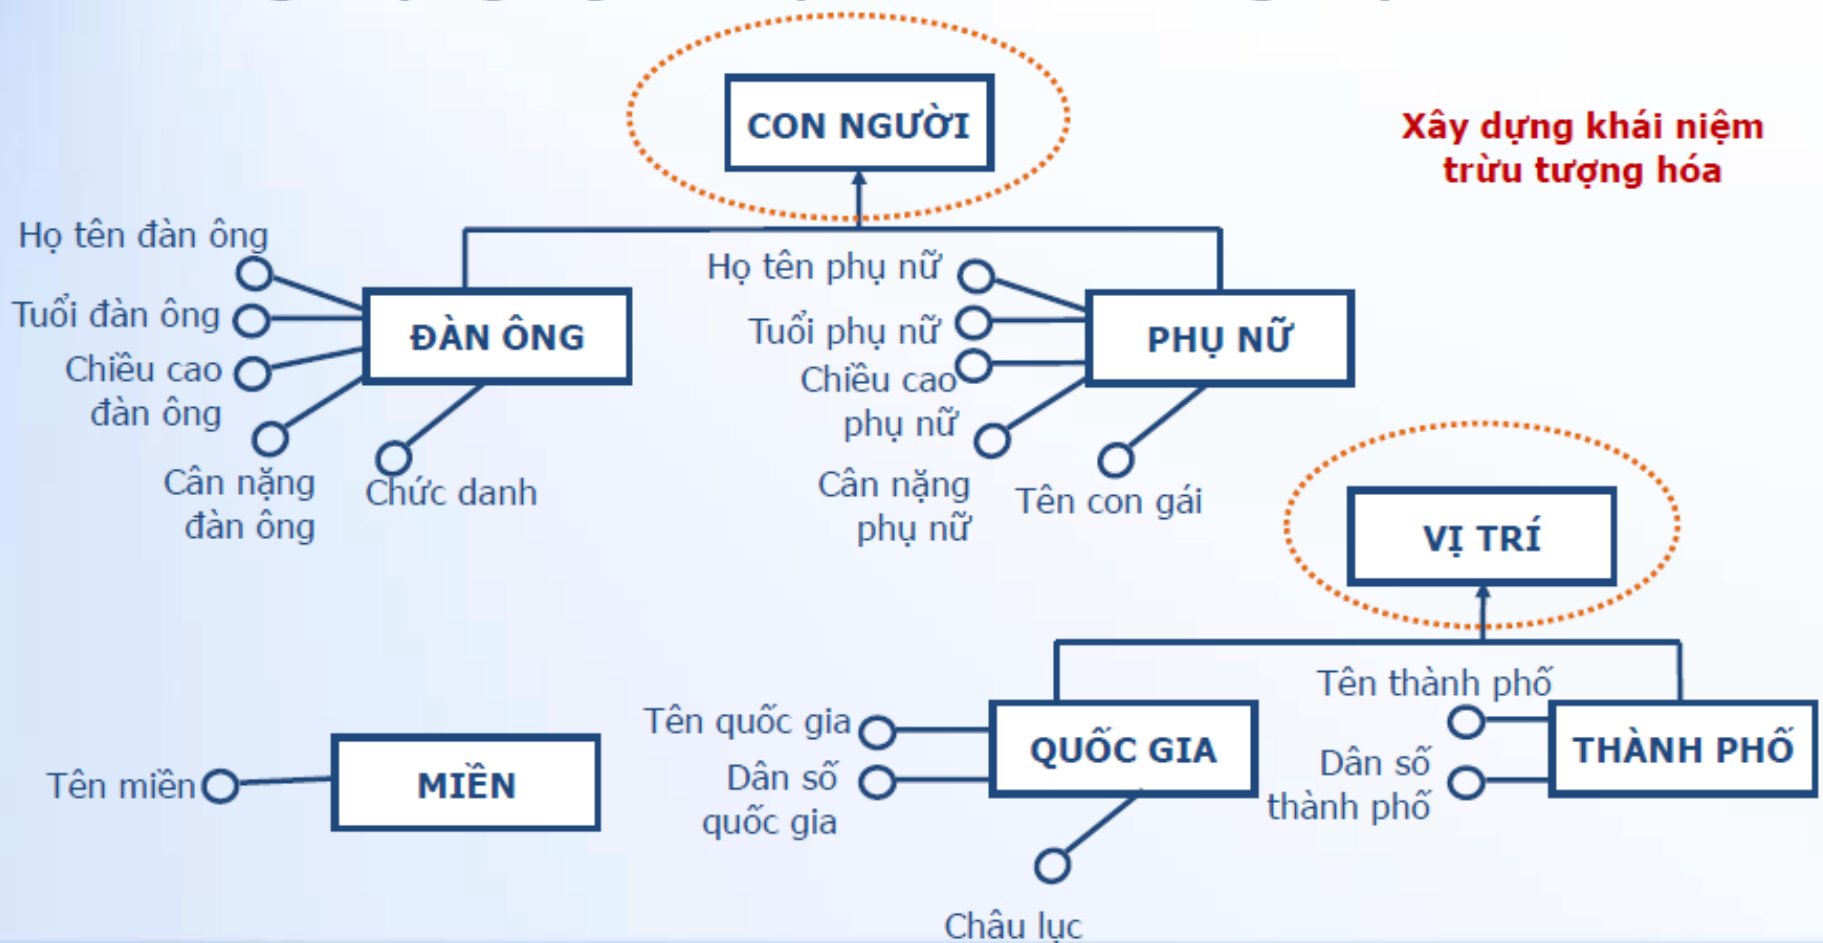 CON NGƯỜI
Xây dựng khái niệm
trừu tượng hóa
Họ tên đàn ông
Tuổi đàn ông
Chiều cao
đàn ông
Cân nặng
đàn ông
Chức danh
ĐÀN ÔNG
Họ tên phụ nữ
Tuổi phụ nữ
Chiều cao
phụ nữ
Cân nặng
phụ nữ
Tên con gái
PHỤ NỮ
VỊ TRÍ
Tên miền
MIỀN
Tên quốc gia
Dân số
quốc gia
QUỐC GIA
Châu lục
Tên thành phố
Dân số
thành phố
THÀNH PHỐ